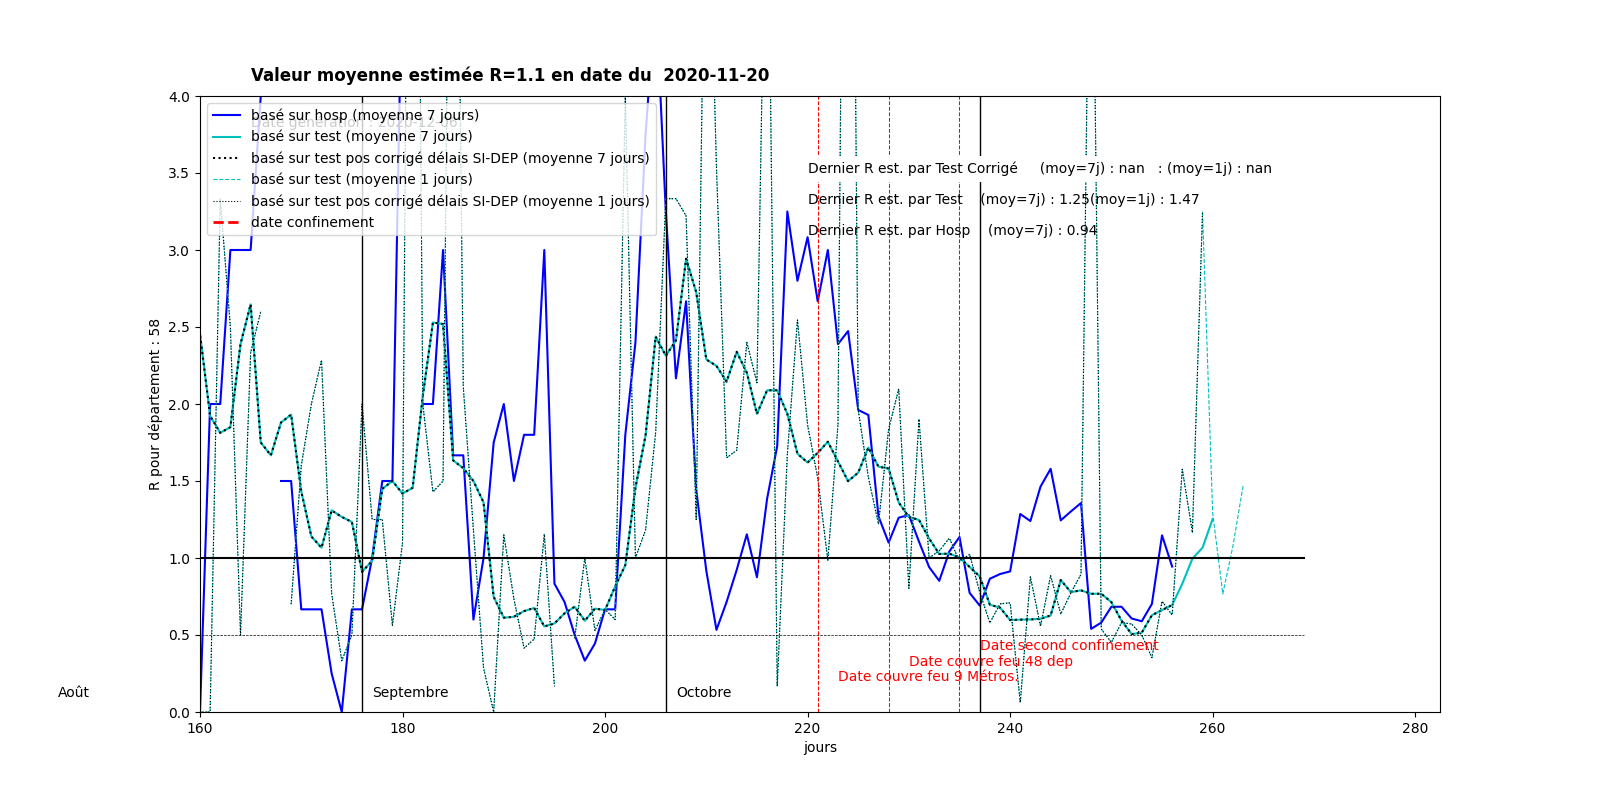 Valeur moyenne estimée R=1.1 en date du  2020-11-20
4.0
3.5
3.0
2.5
2.0
1.5
1.0
0.5
0.0
R pour département : 58
basé sur hosp (moyenne 7 jours)
basé sur test (moyenne 7 jours)
basé sur test pos corrigé délais SI-DEP (moyenne 7 jours)
basé sur test (moyenne 1 jours)
basé sur test pos corrigé délais SI-DEP (moyenne 1 jours)
date confinement
Dernier R est. par Test Corrigé     (moy=7j) : nan   : (moy=1j) : nan
Dernier R est. par Test    (moy=7j) : 1.25(moy=1j) : 1.47
Dernier R est. par Hosp    (moy=7j) : 0.94
Date second confinement
Date couvre feu 48 dep
Date couvre feu 9 Métros.
Août
Septembre
Octobre
160
180
200
220
240
260
280
jours